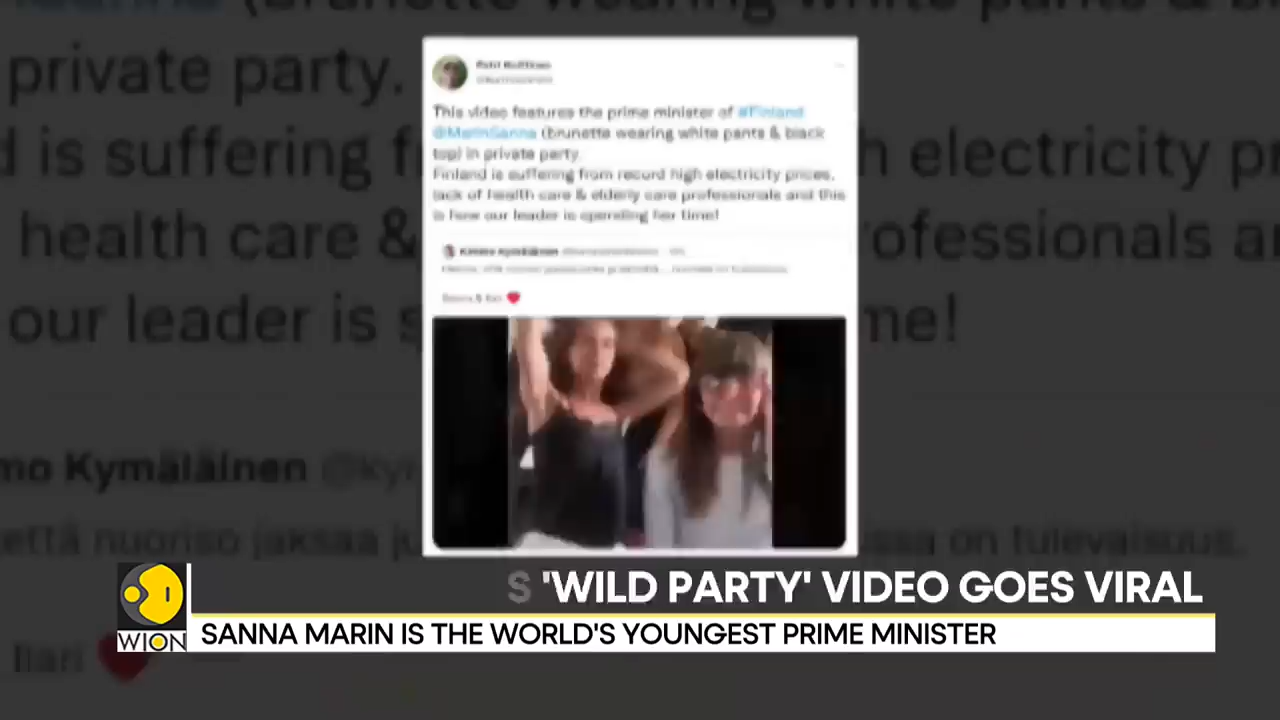 private party.
This video features the prime minister of #Finland
@MarinSanna (brunette wearing white pants & black
top) in private party.
Finland is suffering from record high electricity prices,
lack of health care & elderly care professionals and this
is how our leader is spending her time!
d is suffering f
h electricity pr
health care &
rofessionals a
our leader is s
me!
Kimmo Kymäläinen
mo Kymäläinen @ky
että nuoriso jaksaa ju
ssa on tulevaisuus.
Ilari
S 'WILD PARTY' VIDEO GOES VIRAL
WION
SANNA MARIN IS THE WORLD'S YOUNGEST PRIME MINISTER